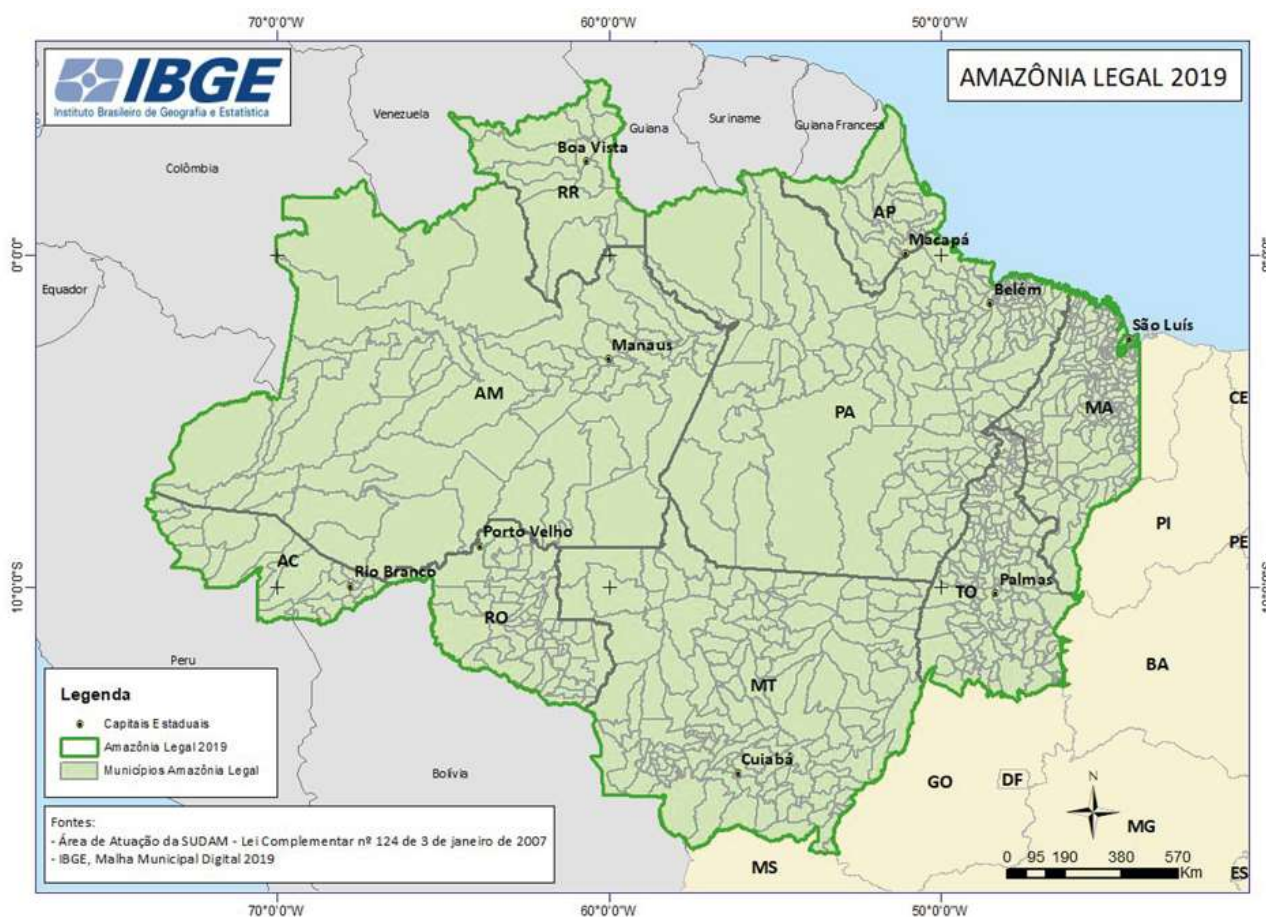 70°0'0"W 60°0'0"W 50°0'0"W
IBGE
Instituto Brasileiro de Geografia e Estatística
AMAZÔNIA LEGAL 2019
Venezuela
Guiana
Suriname
Guiana Francesa
Colômbia
Boa Vista
RR
AP
Macapá
0°0'0"
Equador
Belém
São Luís
Manaus
AM
PA
MA
CE
PI
PE
Porto Velho
AC
Rio Branco
10°0'0"S
RO
TO
Palmas
Peru
BA
MT
Legenda
Capitais Estaduais
Amazônia Legal 2019
Municípios Amazônia Legal
Cuiabá
Bolívia
GO
DF
N
MG
Fontes:
- Área de Atuação da SUDAM - Lei Complementar nº 124 de 3 de janeiro de 2007
- IBGE, Malha Municipal Digital 2019
MS
0 95 190 380 570
Km
ES
70°0'0"W 60°0'0"W 50°0'0"W